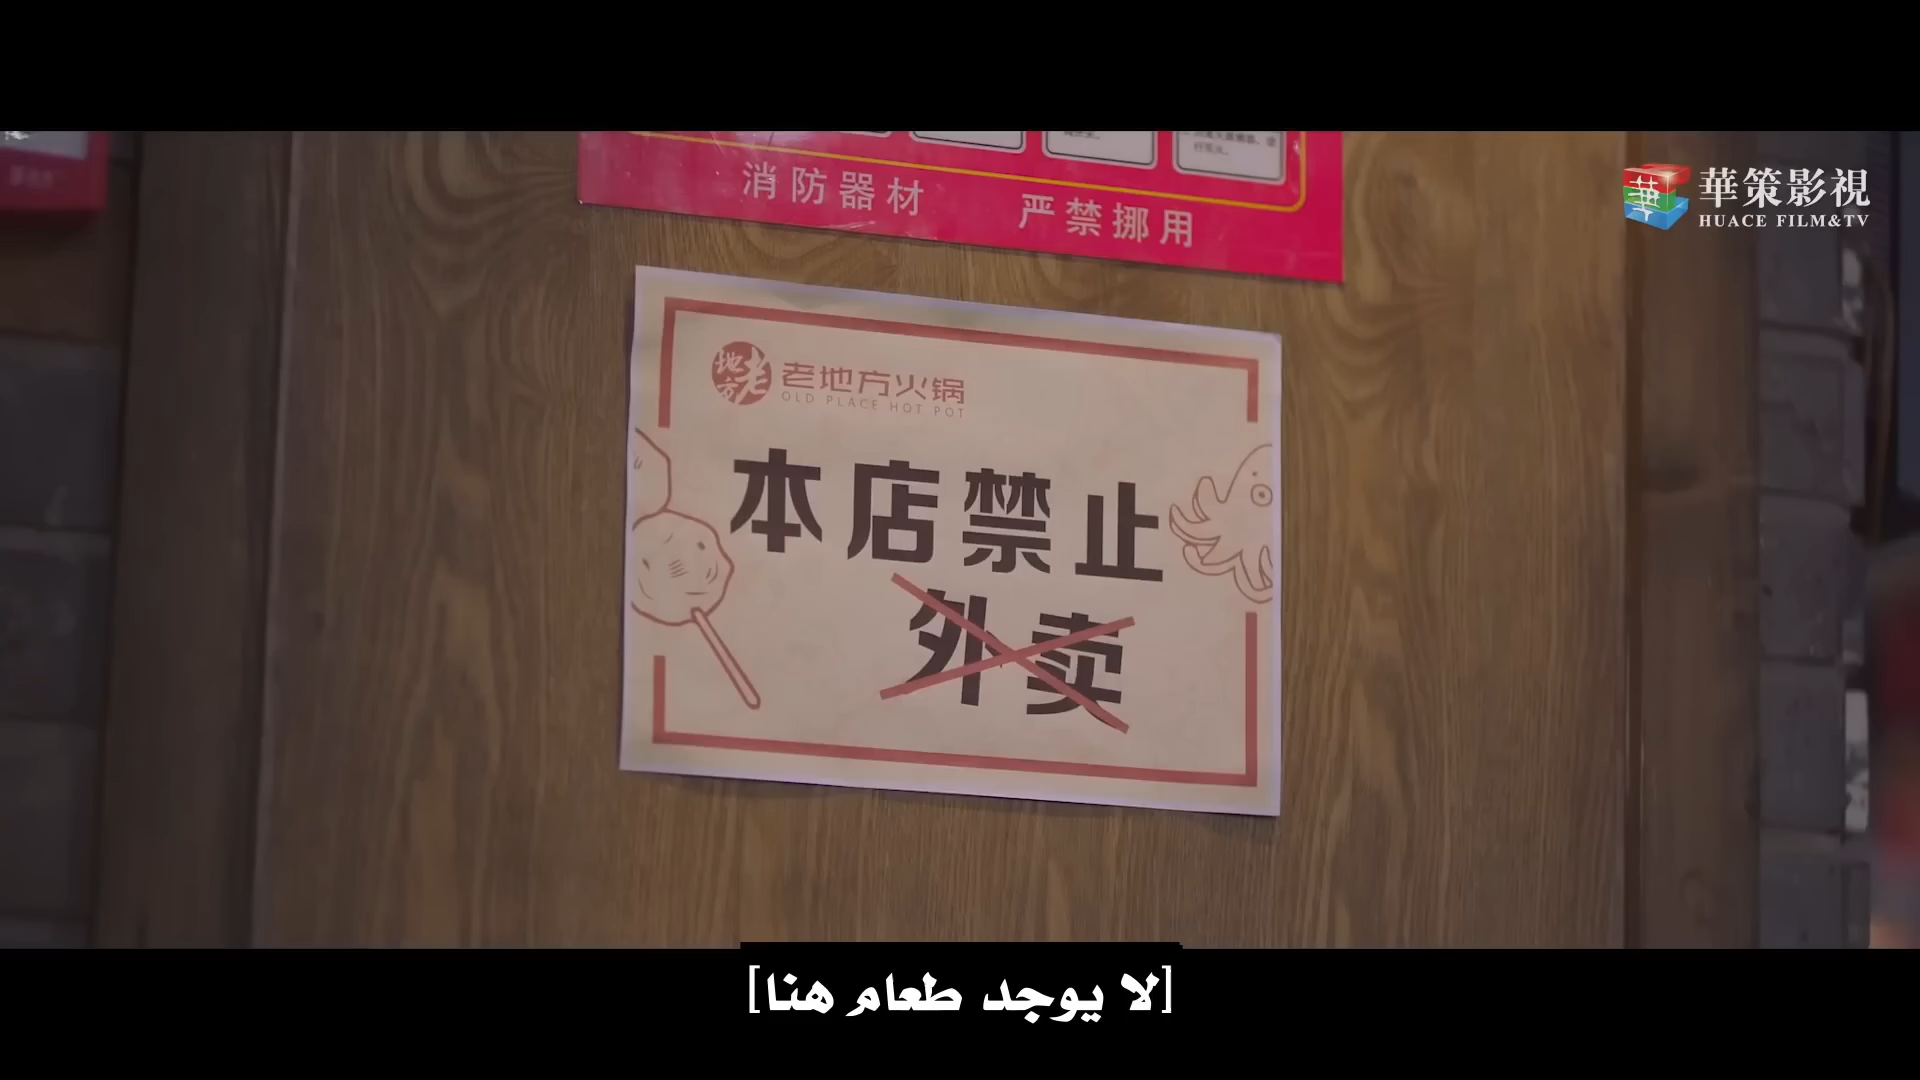 消防器材 严禁挪用
華策影視
HUACE FILM&TV
老地方火锅
OLD PLACE HOT POT
本店禁止
外卖
[لا يوجد طعام هنا]